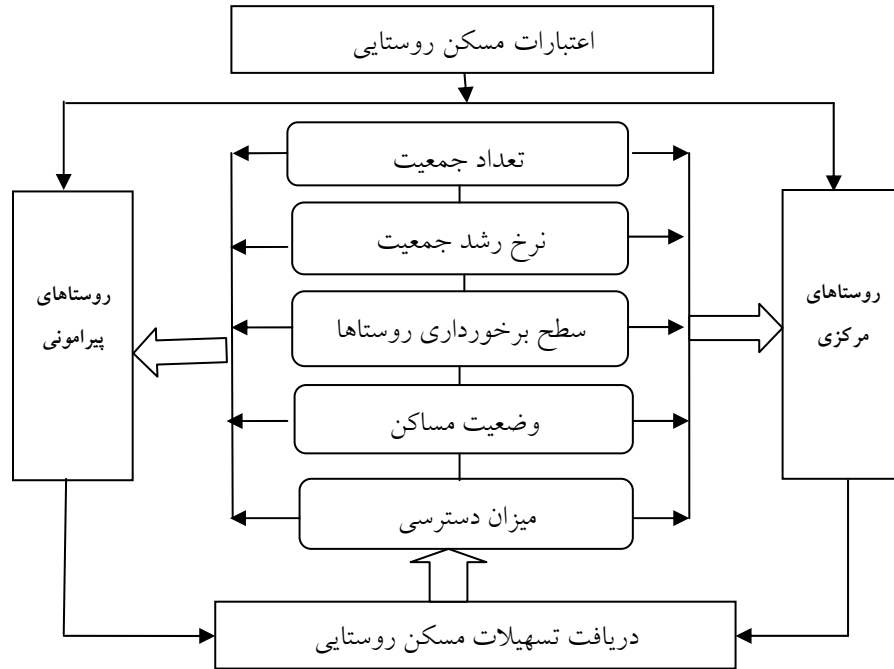 اعتبارات مسکن روستایی
تعداد جمعیت
نرخ رشد جمعیت
روستاهای
مرکزی
سطح برخورداری روستاها
روستاهای
پیرامونی
وضعیت مساکن
میزان دسترسی
دریافت تسهیلات مسکن روستایی